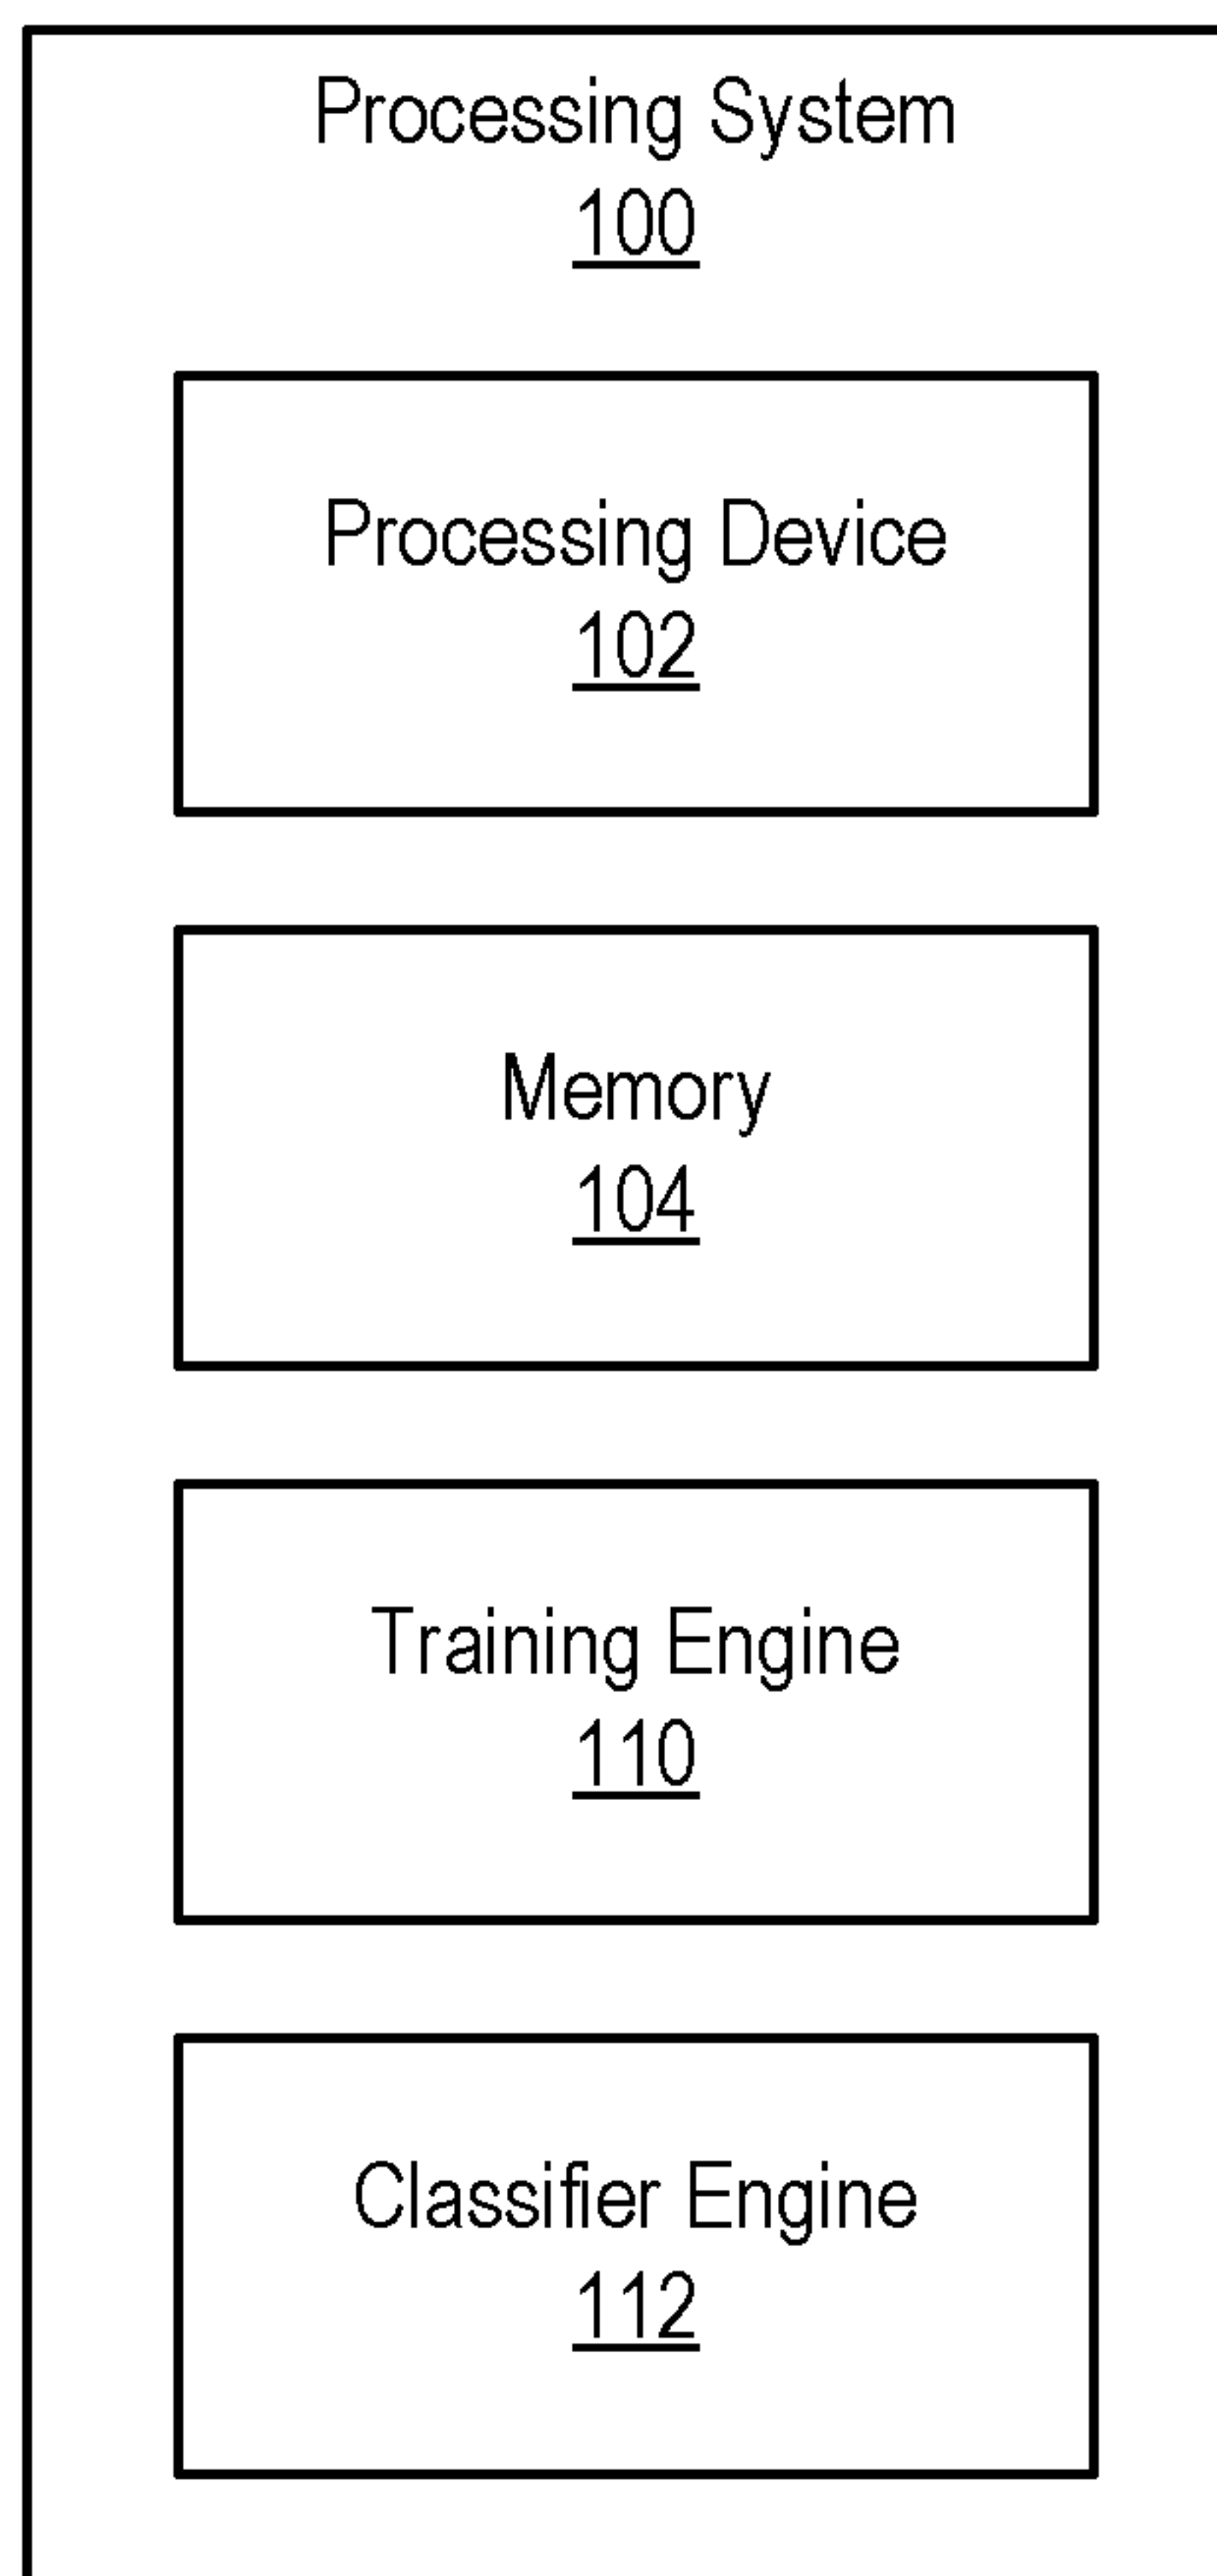 Processing System
100
Processing Device
102
Memory
104
Training Engine
110
Classifier Engine
112